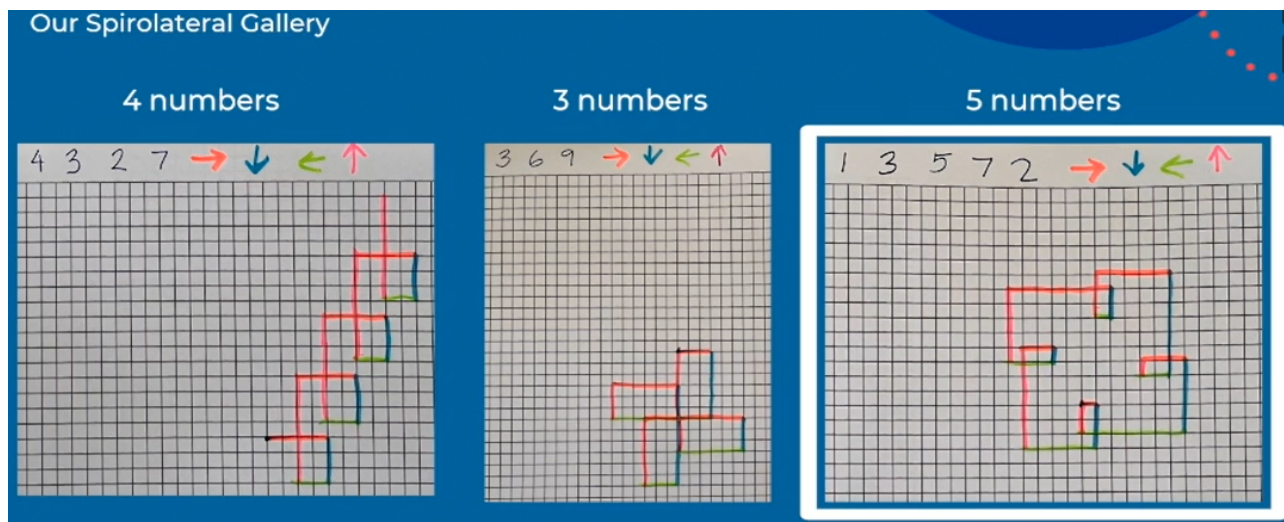 Our Spirolateral Gallery
4 numbers
3 numbers
5 numbers
4 3 2 7 → ↓ ← ↑
3 6 9 → ↓ ← ↑
1 3 5 7 2 → ↓ ← ↑